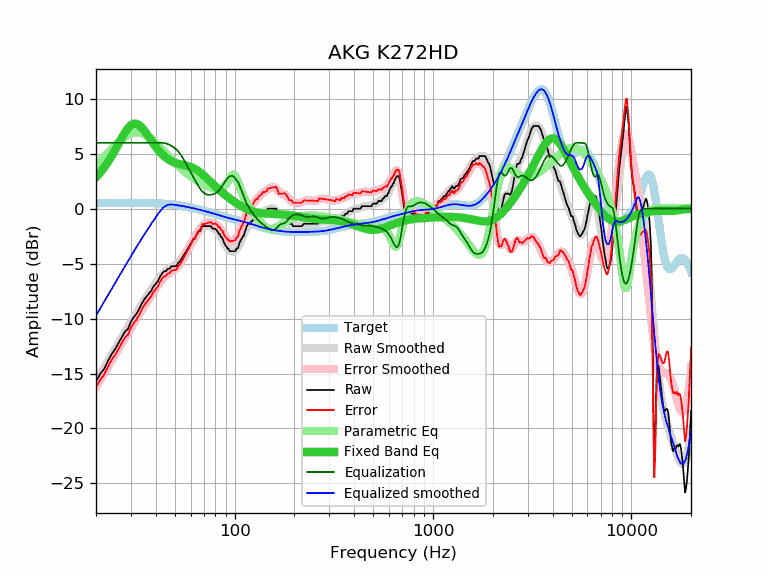 AKG K272HD
Amplitude (dBr)
10
5
0
−5
−10
−15
−20
−25
Target
Raw Smoothed
Error Smoothed
Raw
Error
Parametric Eq
Fixed Band Eq
Equalization
Equalized smoothed
100 1000 10000
Frequency (Hz)